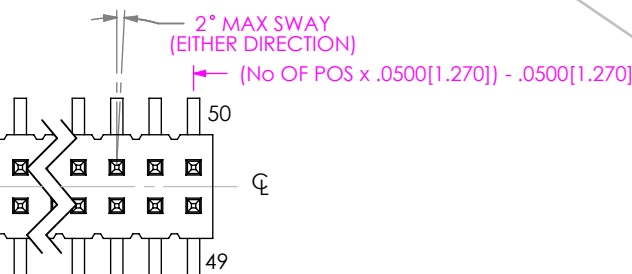 2° MAX SWAY
(EITHER DIRECTION)
(No OF POS x .0500[1.270]) - .0500[1.270]
50
℄
49